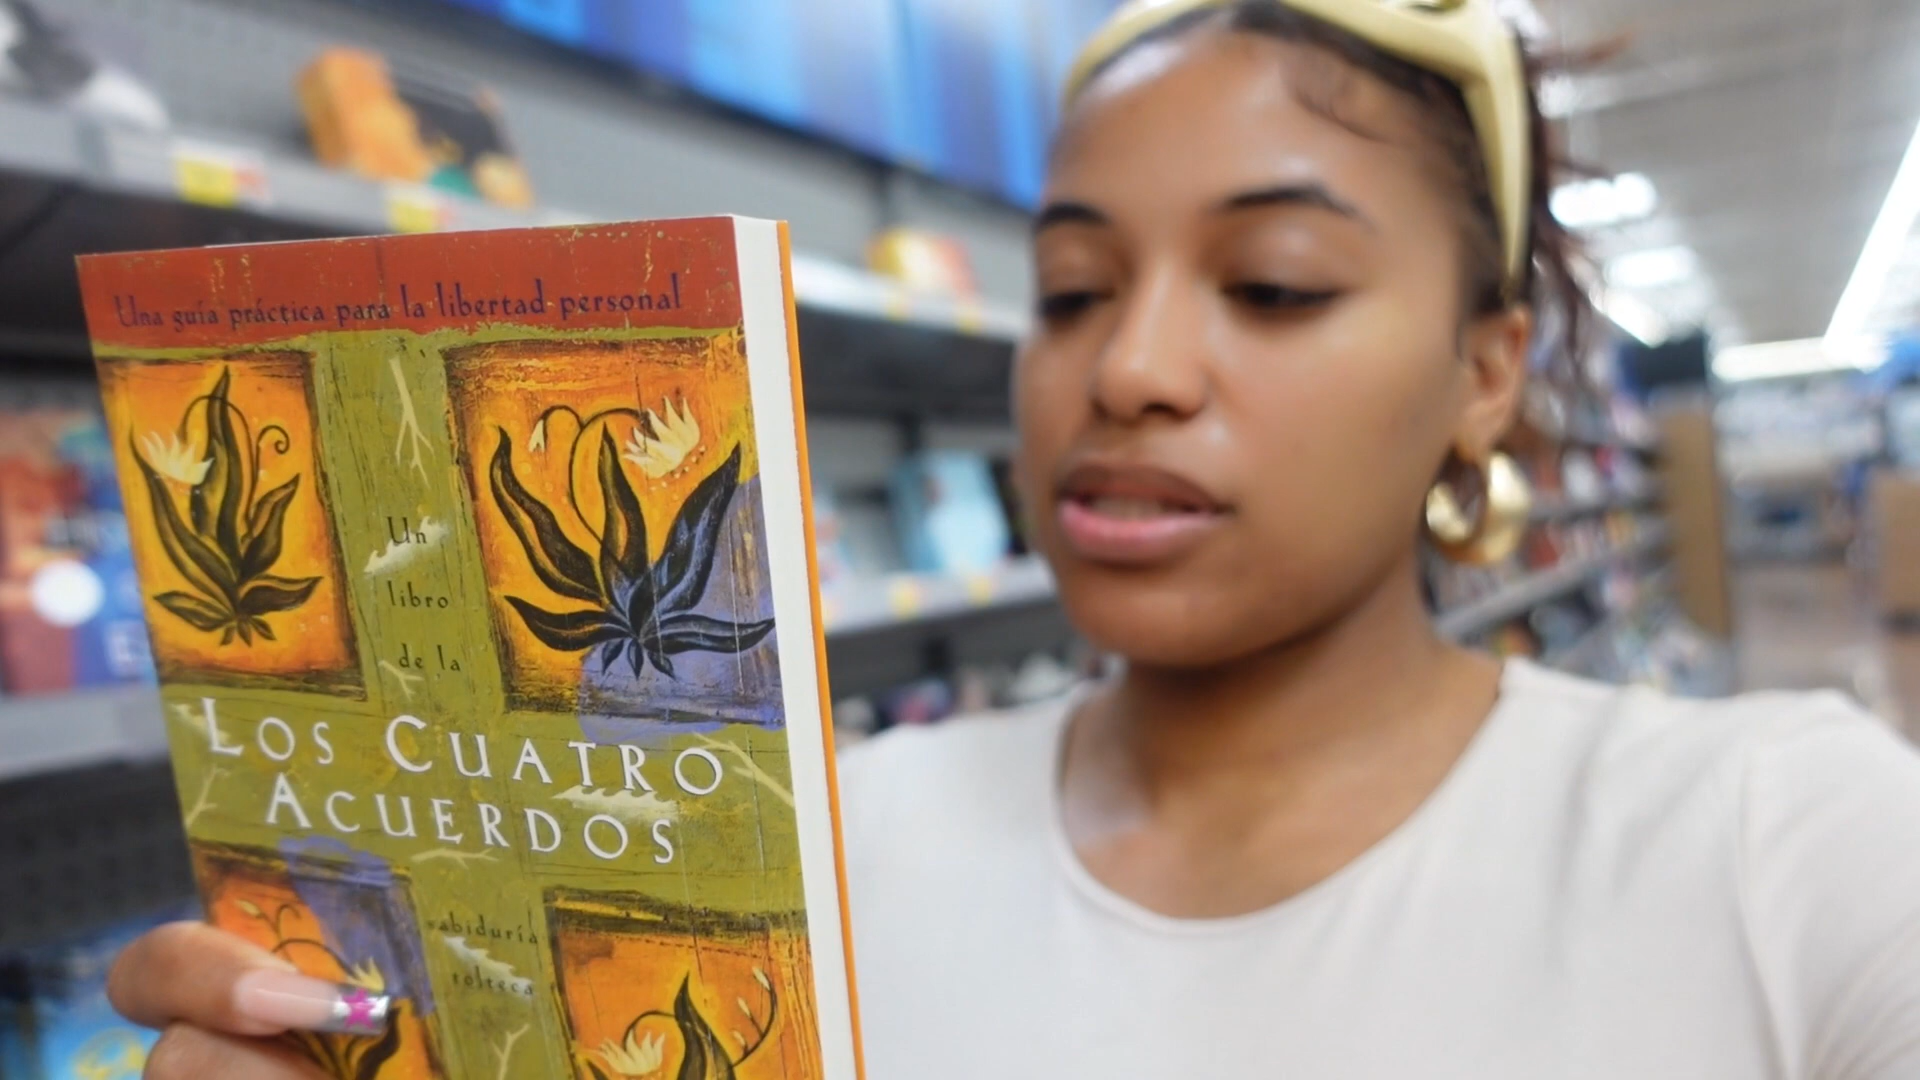 Una guía práctica para la libertad personal
Un
libro
de la
LOS CUATRO
ACUERDOS
sabiduría
tolteca